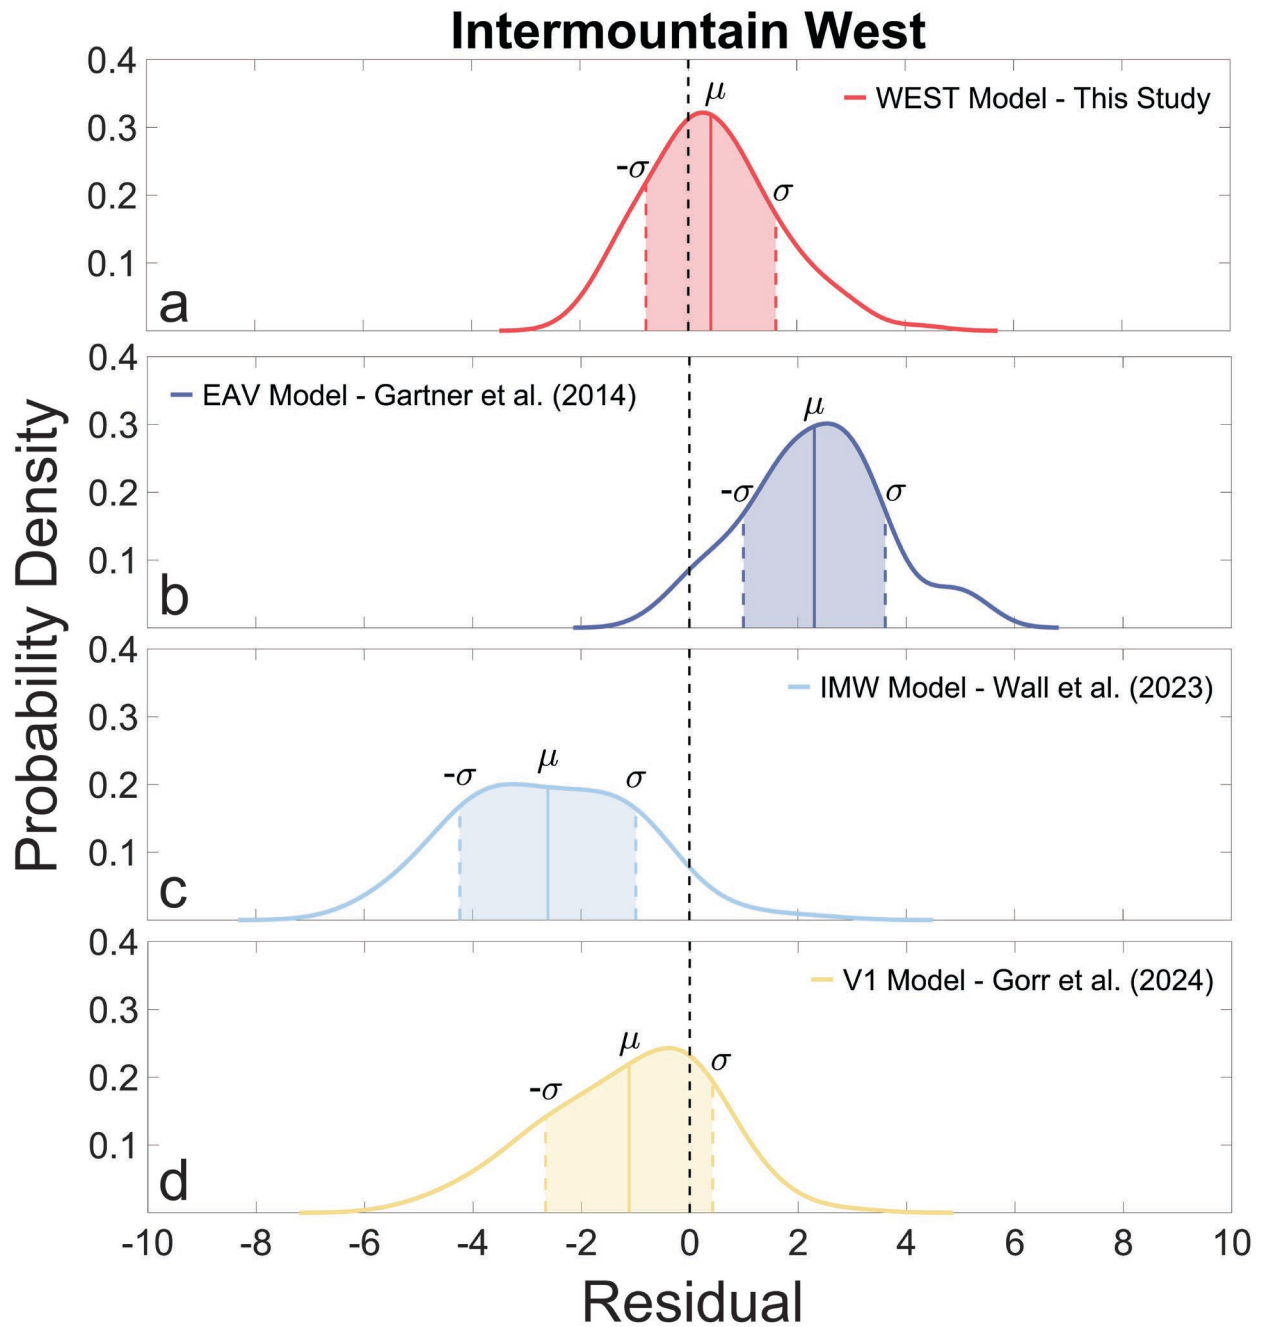 Intermountain West
Probability Density
0.4
0.3
0.2
0.1
a
-σ
μ
σ
WEST Model - This Study
0.4
0.3
0.2
0.1
b
EAV Model - Gartner et al. (2014)
-σ
μ
σ
0.4
0.3
0.2
0.1
c
-σ
μ
σ
IMW Model - Wall et al. (2023)
0.4
0.3
0.2
0.1
d
-σ
μ
σ
V1 Model - Gorr et al. (2024)
-10 -8 -6 -4 -2 0 2 4 6 8 10
Residual